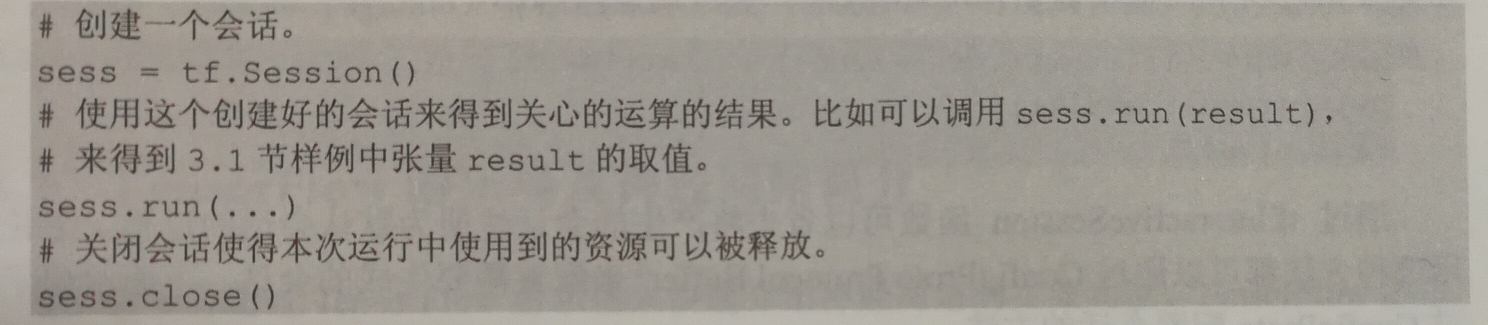 # 创建一个会话。
sess = tf.Session()
# 使用这个创建好的会话来得到关心的运算的结果。比如可以调用 sess.run(result),
# 来得到 3.1 节样例中张量 result 的取值。
sess.run(...)
# 关闭会话使得本次运行中使用到的资源可以被释放。
sess.close()